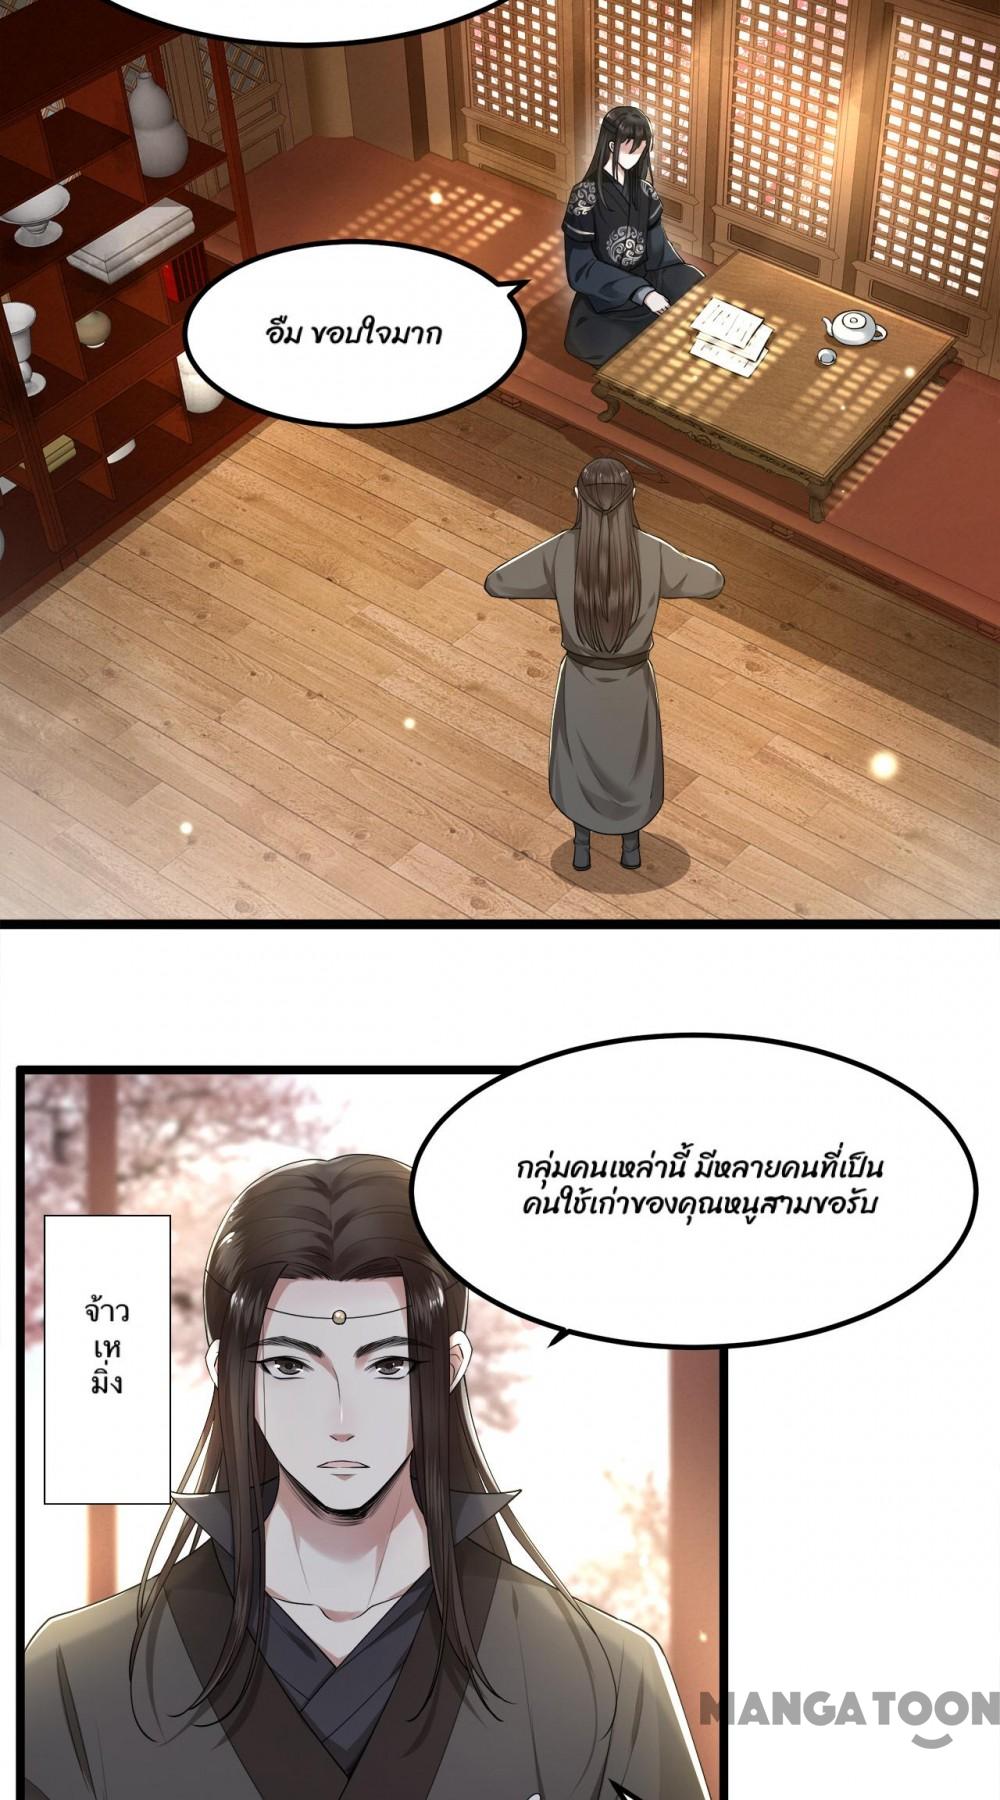 อืม ขอบใจมาก
กลุ่มคนเหล่านี้ มีหลายคนที่เป็น
คนใช้เก่าของคุณหนูสามขอรับ
จ้าว
เห
มิ่ง
MANGATOON